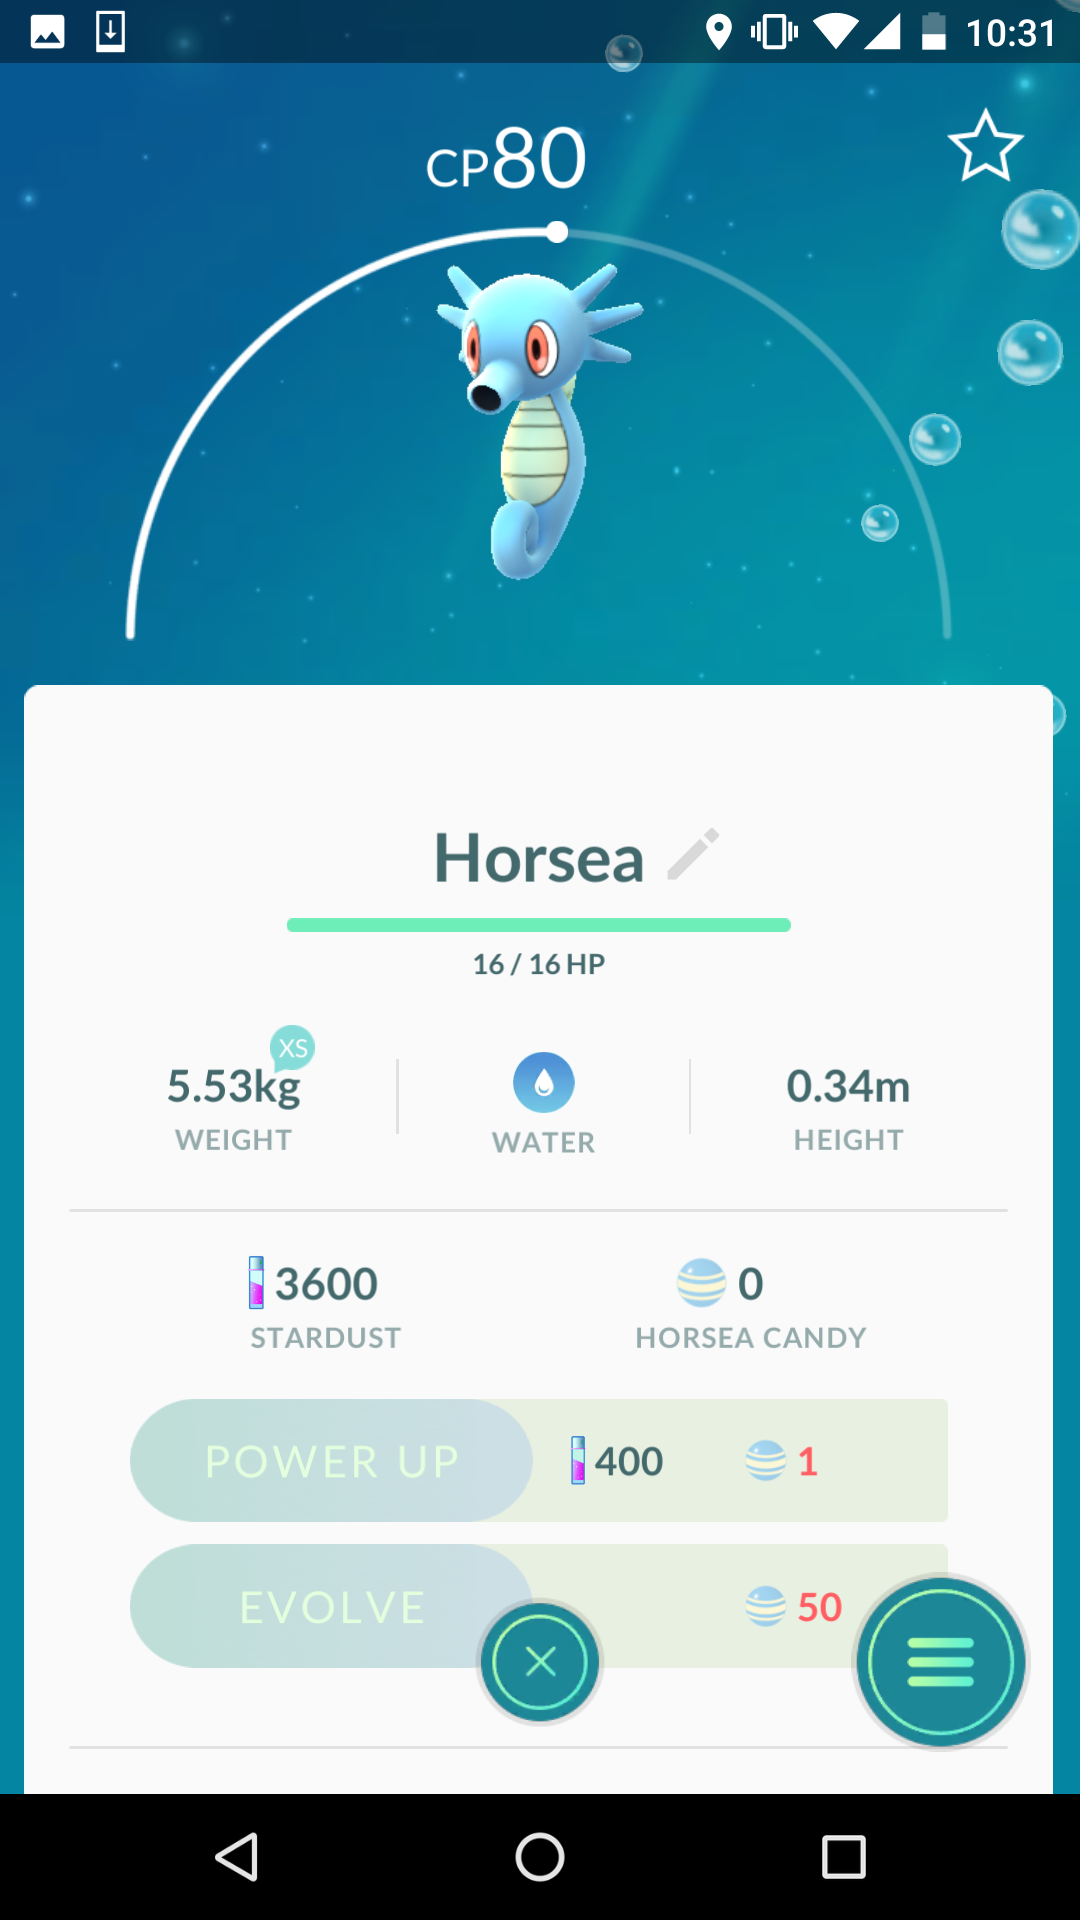 10:31
CP80
Horsea
16 / 16 HP
XS
5.53kg
WEIGHT
WATER
0.34m
HEIGHT
3600
STARDUST
0
HORSEA CANDY
POWER UP
400
1
EVOLVE
50